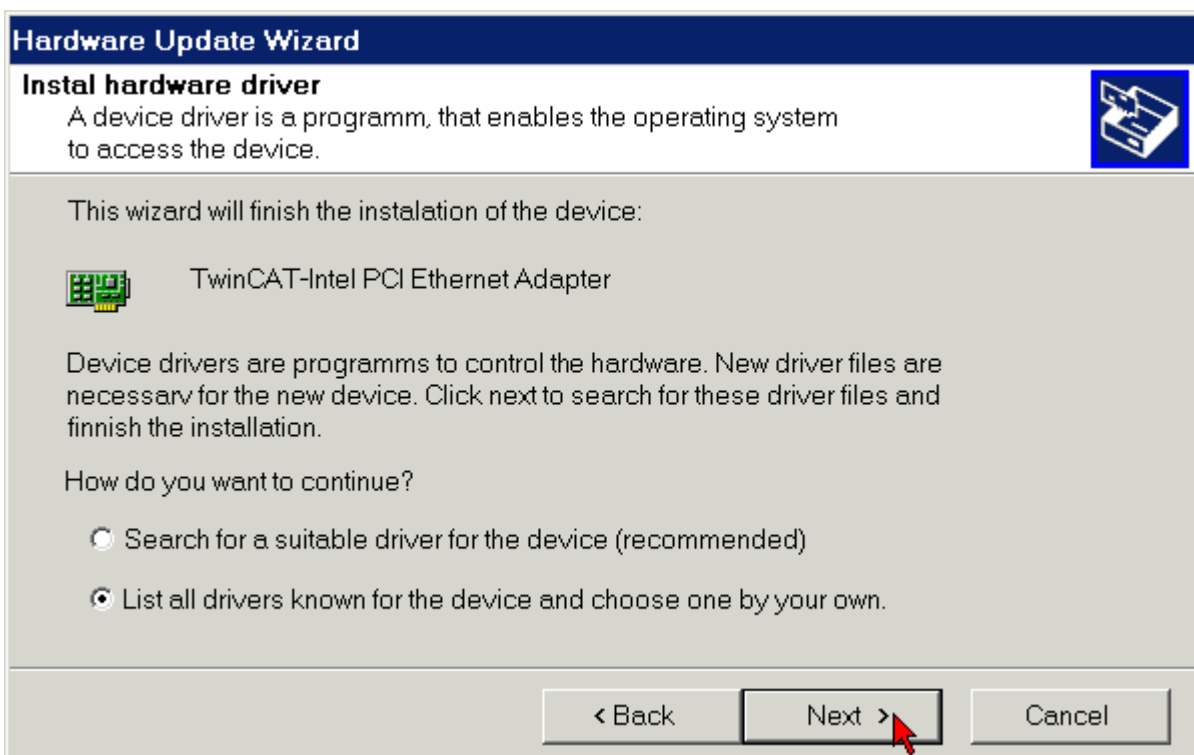 Hardware Update Wizard
Instal hardware driver
A device driver is a programm, that enables the operating system
to access the device.
This wizard will finish the instalation of the device:
TwinCAT-Intel PCI Ethernet Adapter
Device drivers are programms to control the hardware. New driver files are
necessarv for the new device. Click next to search for these driver files and
finnish the installation.
How do you want to continue?
Search for a suitable driver for the device (recommended)
List all drivers known for the device and choose one by your own.
< Back Next > Cancel